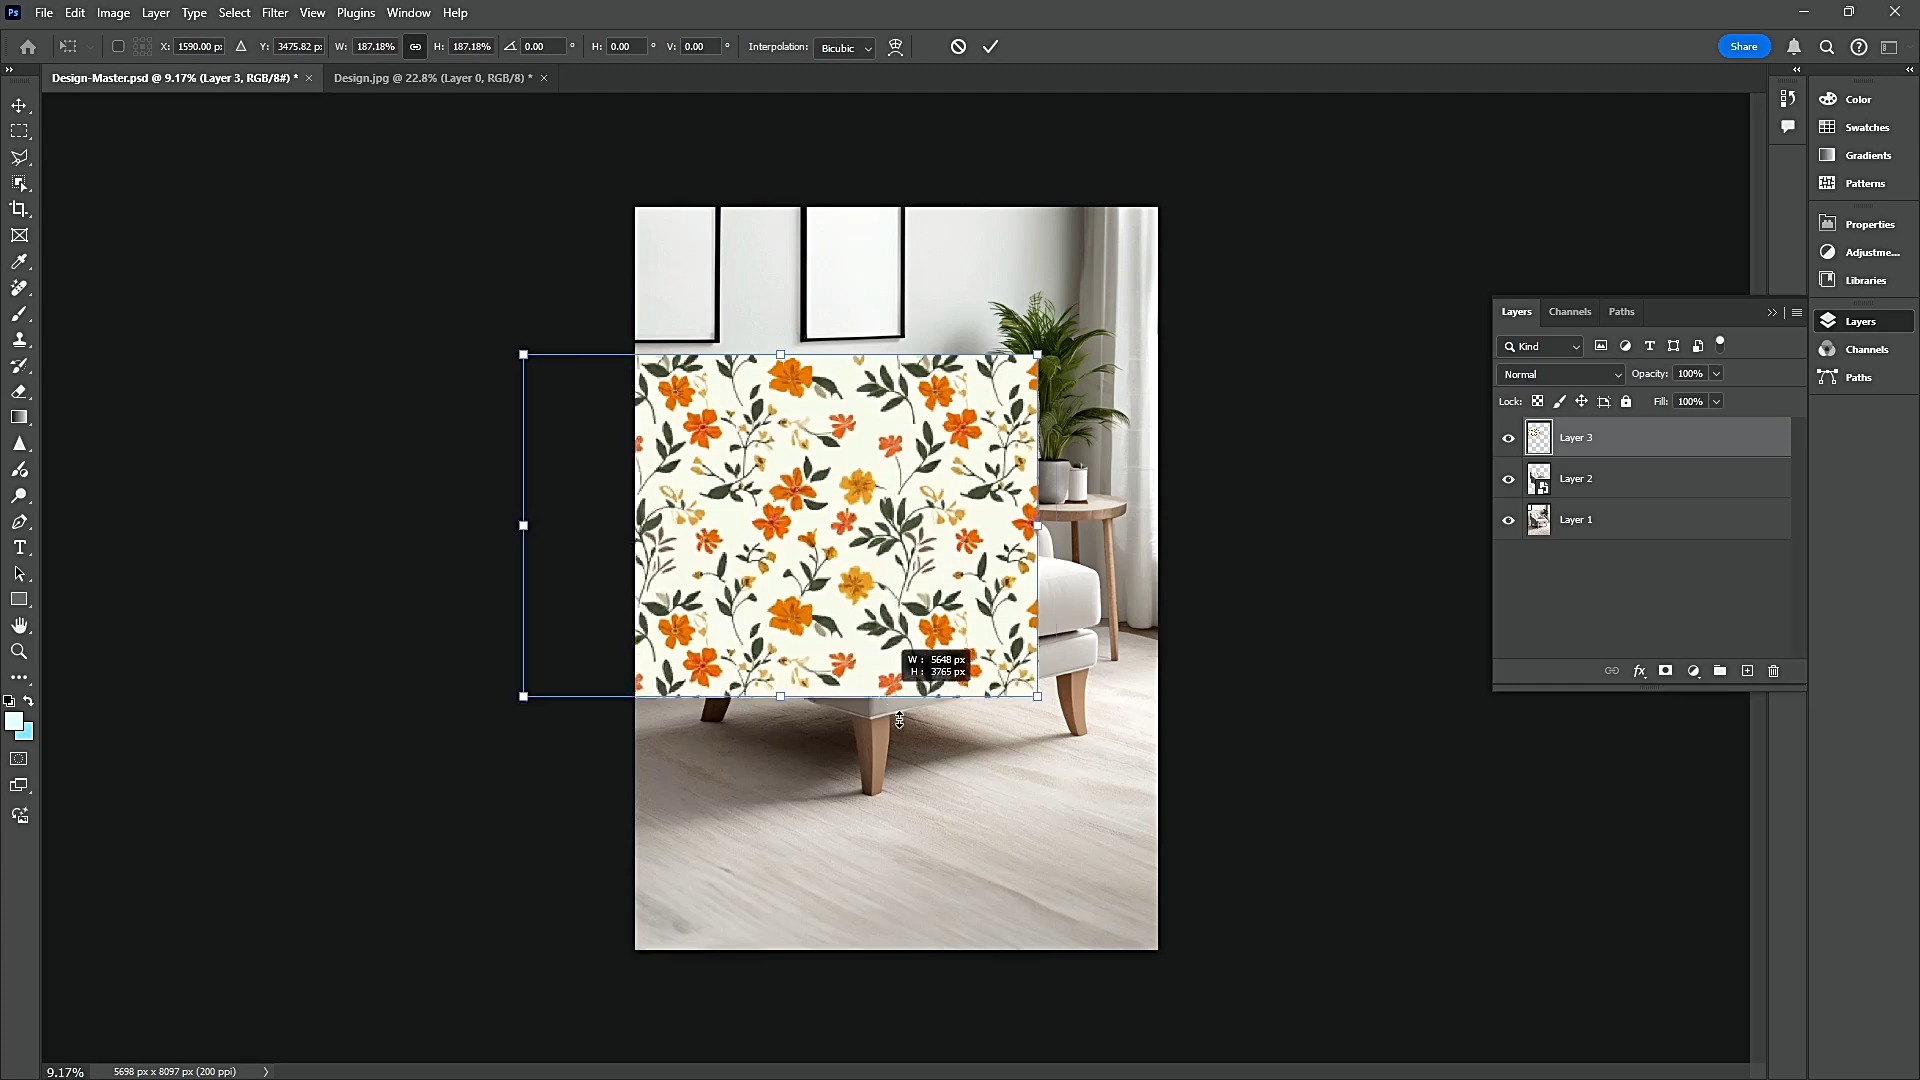 Ps File Edit Image Layer Type Select Filter View Plugins Window Help
X: 1590.00 px Y: 3475.82 px W: 187.18% H: 187.18% 0.00 ° H: 0.00 ° V: 0.00 ° Interpolation: Bicubic Share
Design-Master.psd @ 9.17% (Layer 3, RGB/8#) * × Design.jpg @ 22.8% (Layer 0, RGB/8) * ×
Color
Swatches
Gradients
Patterns
Properties
Adjustme...
Libraries
Layers
Channels
Paths
Layers Channels Paths
Kind
Normal Opacity: 100%
Lock: Fill: 100%
Layer 3
Layer 2
Layer 1
fx
W : 5648 px
H : 3765 px
T
9.17% 5698 px x 8097 px (200 ppi)